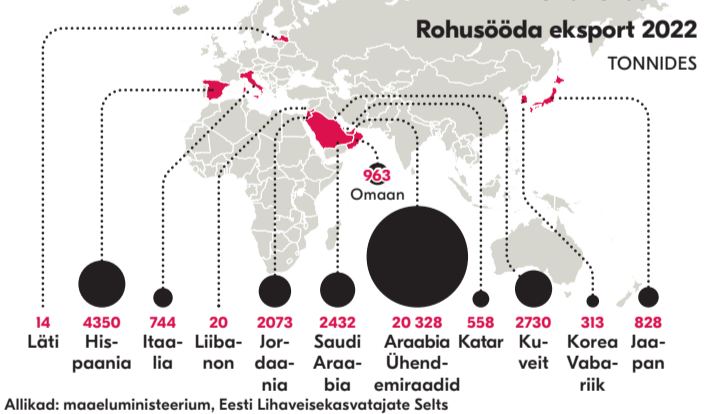 Rohusööda eksport 2022
TONNIDES
963
Omaan
14
Läti
4350
His-
paania
744
Itaa-
lia
20
Liiba-
non
2073
Jor-
daa-
nia
2432
Saudi
Araa-
bia
20 328
Araabia
Ühend-
emiraadid
558
Katar
2730
Ku-
veit
313
Korea
Vaba-
riik
828
Jaa-
pan
Allikad: maaeluministeerium, Eesti Lihaveisekasvatajate Selts